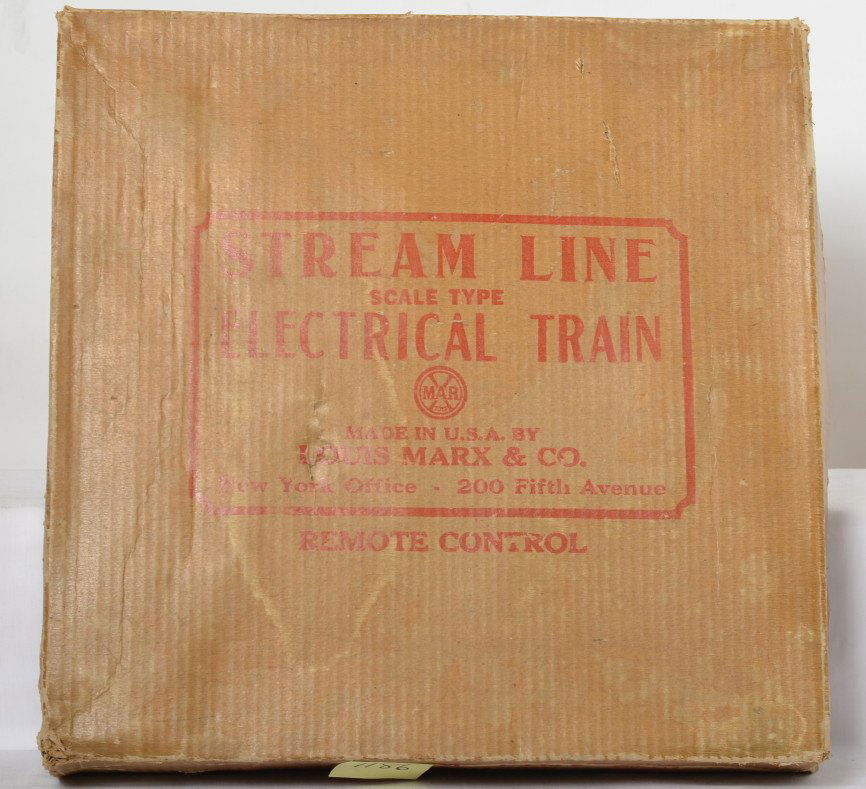 STREAM LINE
SCALE TYPE
ELECTRICAL TRAIN
MAR
MADE IN U.S.A. BY
LOUIS MARX & CO.
New York Office - 200 Fifth Avenue
REMOTE CONTROL
1186